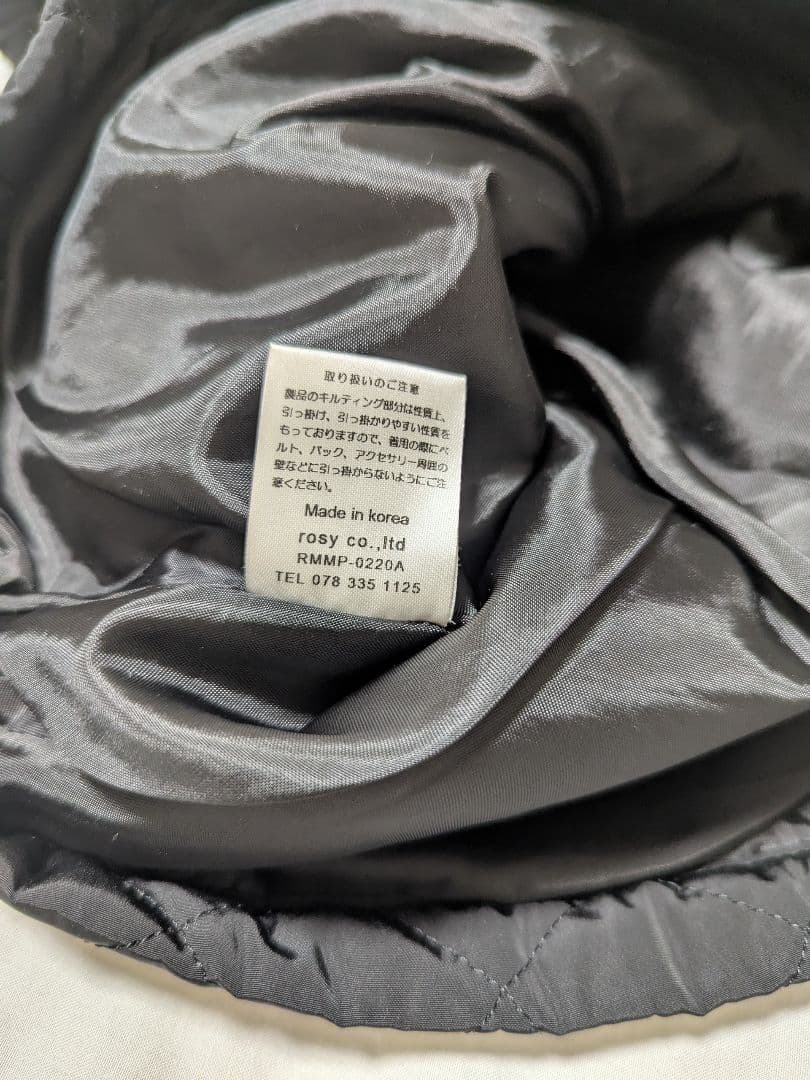 取り扱いのご注意
製品のキルティング部分は性質上、
引っ掛け、引っ掛かりやすい性質を
もっておりますので、着用の際にベ
ルト、バック、アクセサリー周囲の
壁などに引っ掛からないようにご注
意ください。
Made in korea
rosy co.,ltd
RMMP-0220A
TEL 078 335 1125